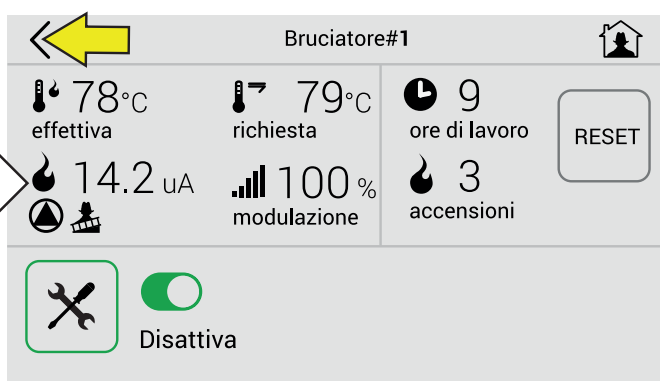 Bruciatore#1
78°C
effettiva
79°C
richiesta
9
ore di lavoro
RESET
14.2 uA
100 %
modulazione
3
accensioni
Disattiva